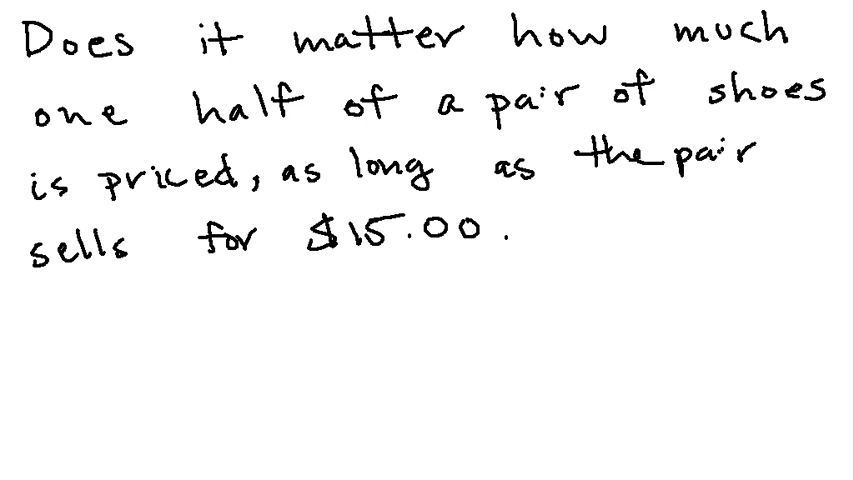 Does it matter how much
one half of a pair of shoes
is priced, as long as the pair
sells for $15.00.